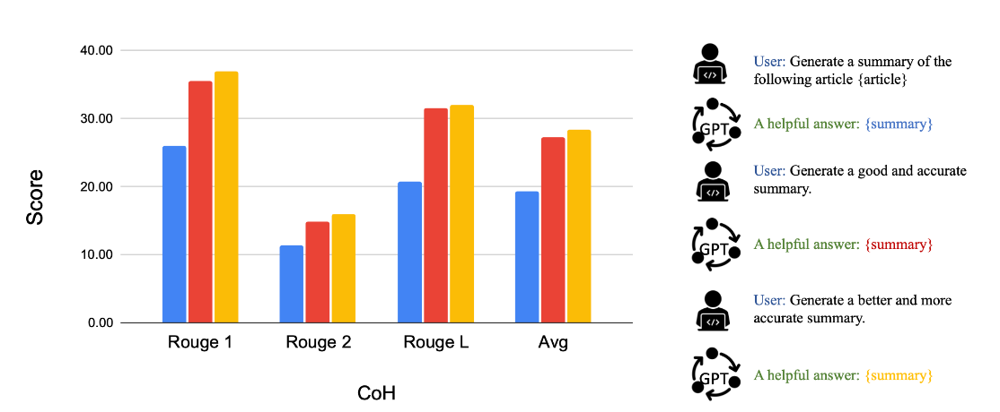 40.00
30.00
20.00
10.00
0.00
Score
Rouge 1
Rouge 2
Rouge L
Avg
CoH
User: Generate a summary of the
following article {article}
GPT
A helpful answer: {summary}
User: Generate a good and accurate
summary.
GPT
A helpful answer: {summary}
User: Generate a better and more
accurate summary.
GPT
A helpful answer: {summary}